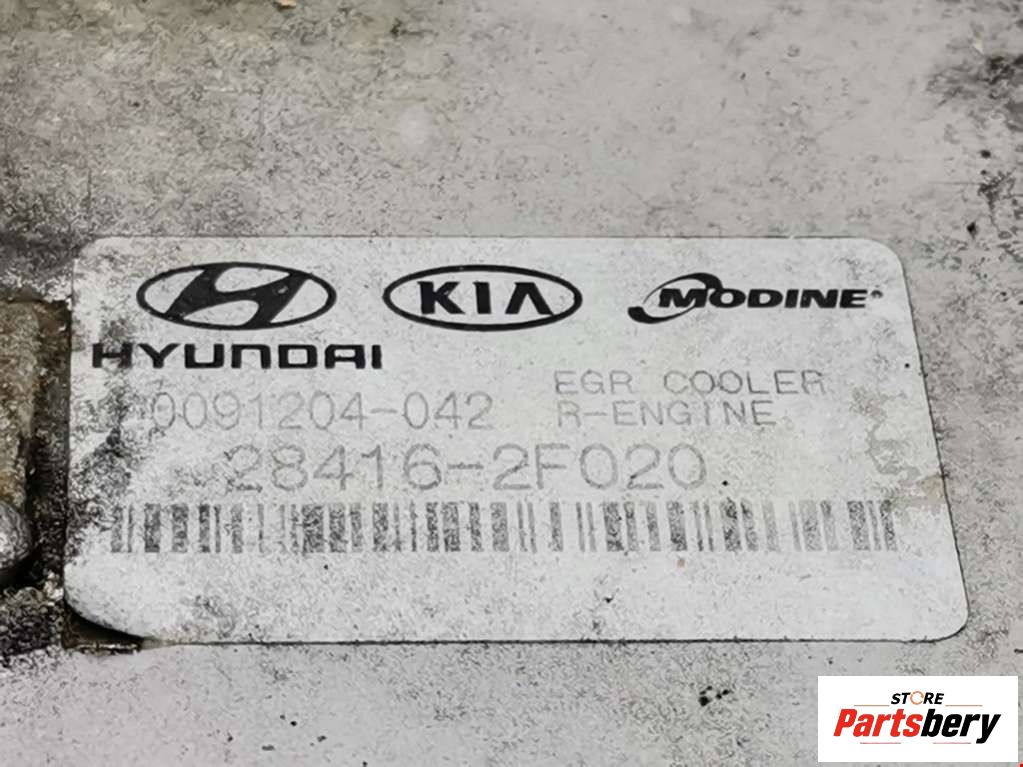 KIA MODINE®
HYUNDAI
EGR COOLER
0091204-042 R-ENGINE
28416-2F020
STORE
Partsbery